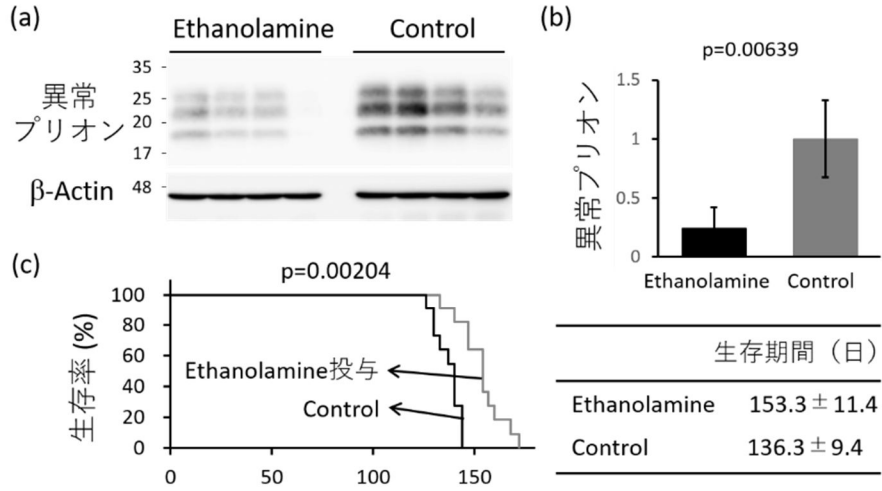 (a)
Ethanolamine Control
35
25
20
17
異常
プリオン
48
β-Actin
(b)
p=0.00639
異常プリオン
1.5
1
0.5
0
Ethanolamine Control
(c)
p=0.00204
生存率 (%)
100
80
60
40
20
0
Ethanolamine投与
Control
0 50 100 150
生存期間（日）
Ethanolamine 153.3 ± 11.4
Control 136.3 ± 9.4